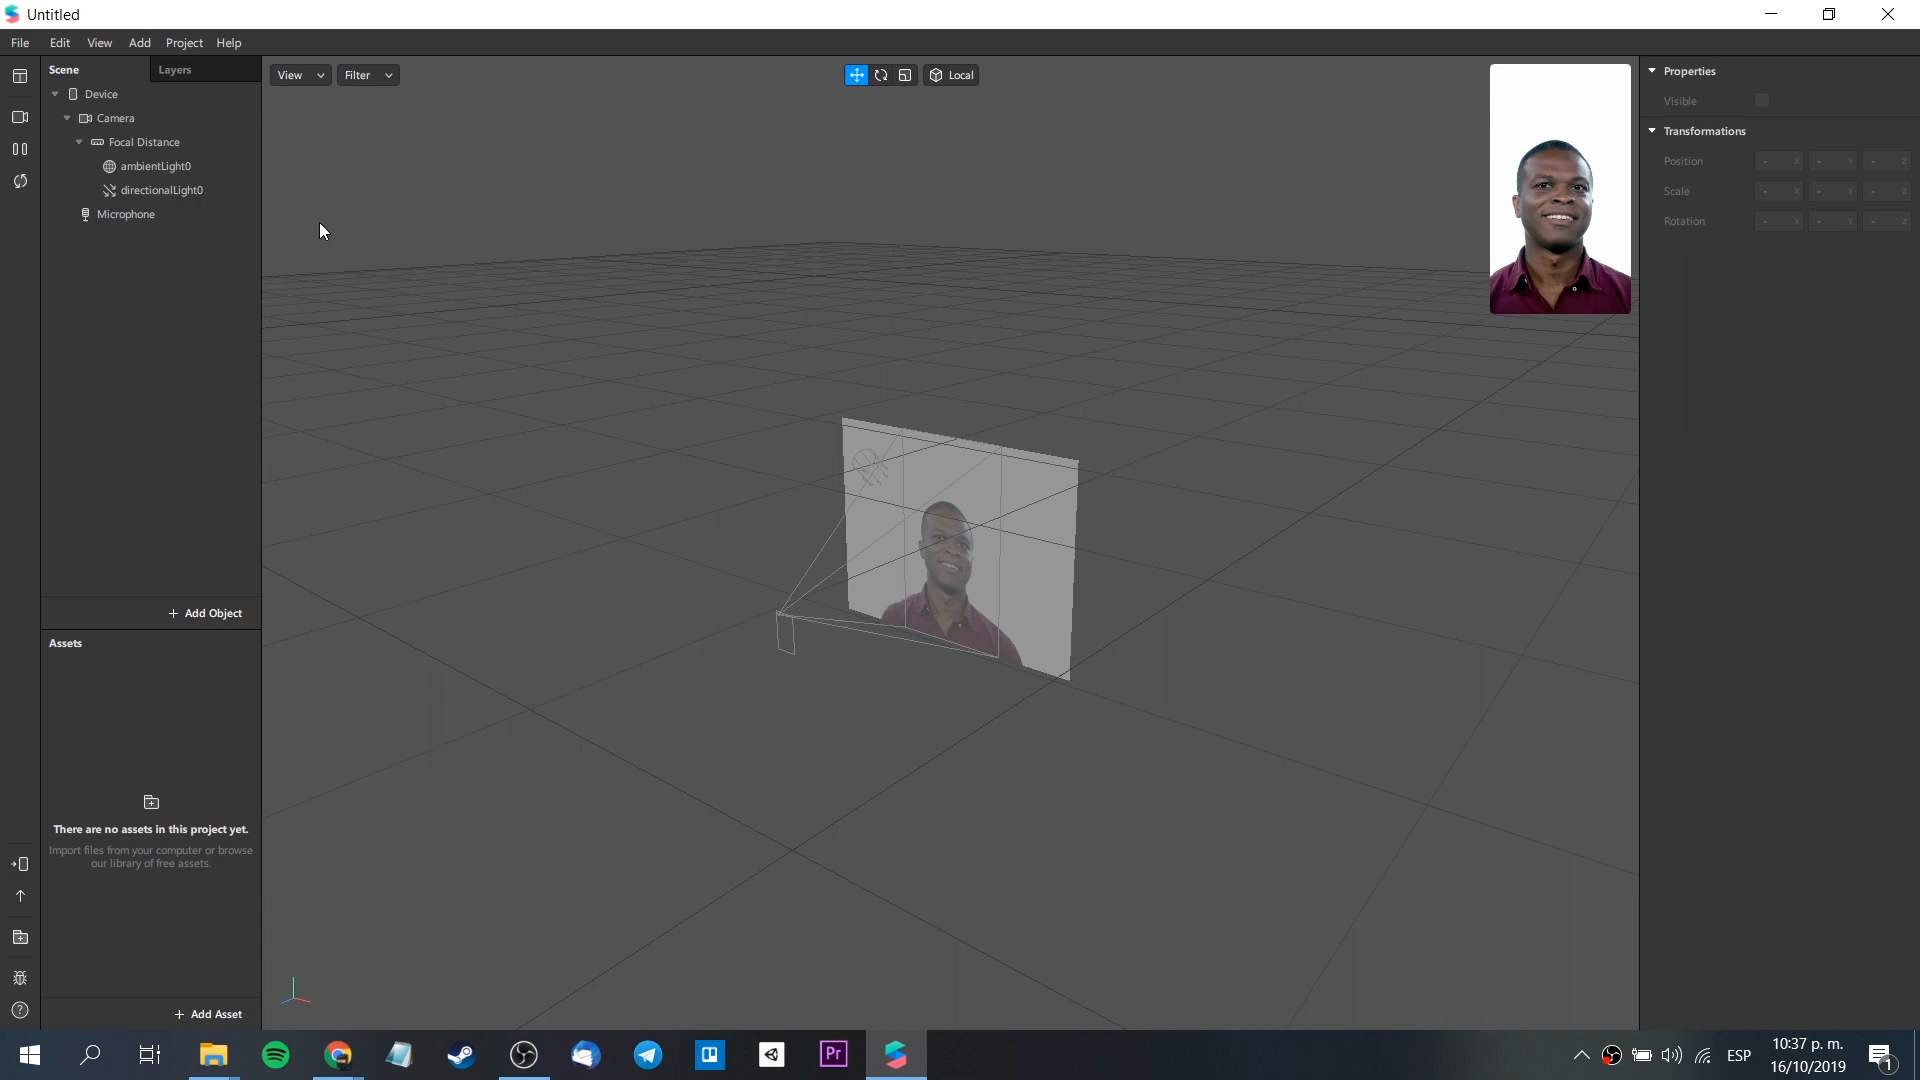 Untitled
File Edit View Add Project Help
Scene Layers
Device
Camera
Focal Distance
ambientLight0
directionalLight0
Microphone
+ Add Object
Assets
There are no assets in this project yet.
Import files from your computer or browse
our library of free assets.
+ Add Asset
View Filter
Local
Properties
Visible
Transformations
Position - X - Y - Z
Scale - X - Y - Z
Rotation - X - Y - Z
Pr
ESP
10:37 p. m.
16/10/2019
1